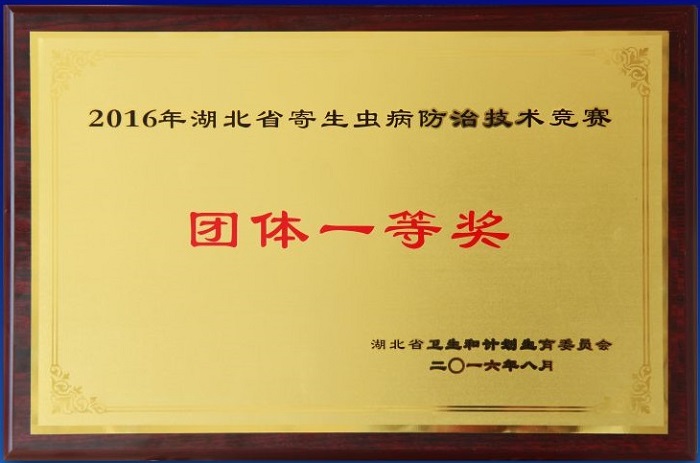 2016年湖北省寄生虫病防治技术竞赛
团体一等奖
湖北省卫生和计划生育委员会
二〇一六年八月